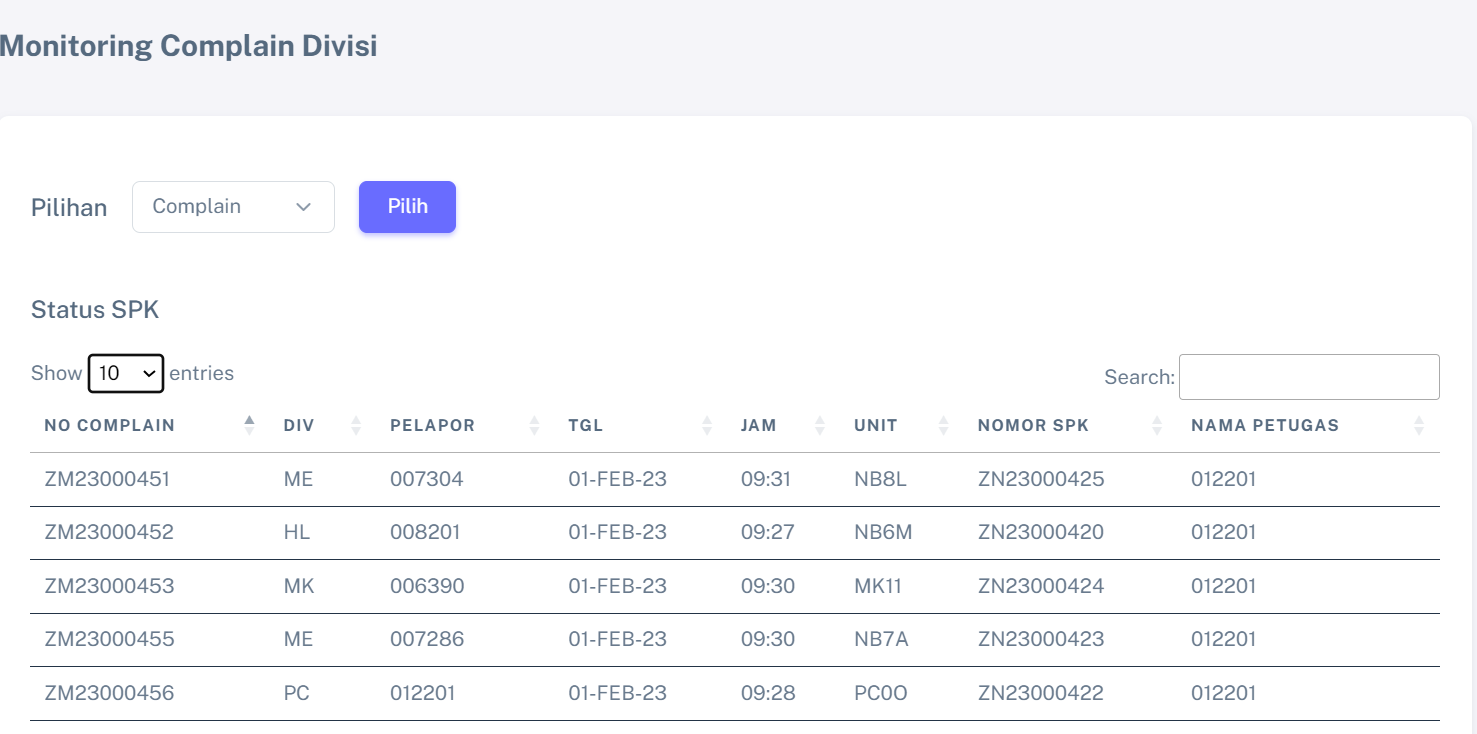 Monitoring Complain Divisi
Pilihan Complain Pilih
Status SPK
Show 10 entries Search:
NO COMPLAIN DIV PELAPOR TGL JAM UNIT NOMOR SPK NAMA PETUGAS
ZM23000451 ME 007304 01-FEB-23 09:31 NB8L ZN23000425 012201
ZM23000452 HL 008201 01-FEB-23 09:27 NB6M ZN23000420 012201
ZM23000453 MK 006390 01-FEB-23 09:30 MK11 ZN23000424 012201
ZM23000455 ME 007286 01-FEB-23 09:30 NB7A ZN23000423 012201
ZM23000456 PC 012201 01-FEB-23 09:28 PC0O ZN23000422 012201